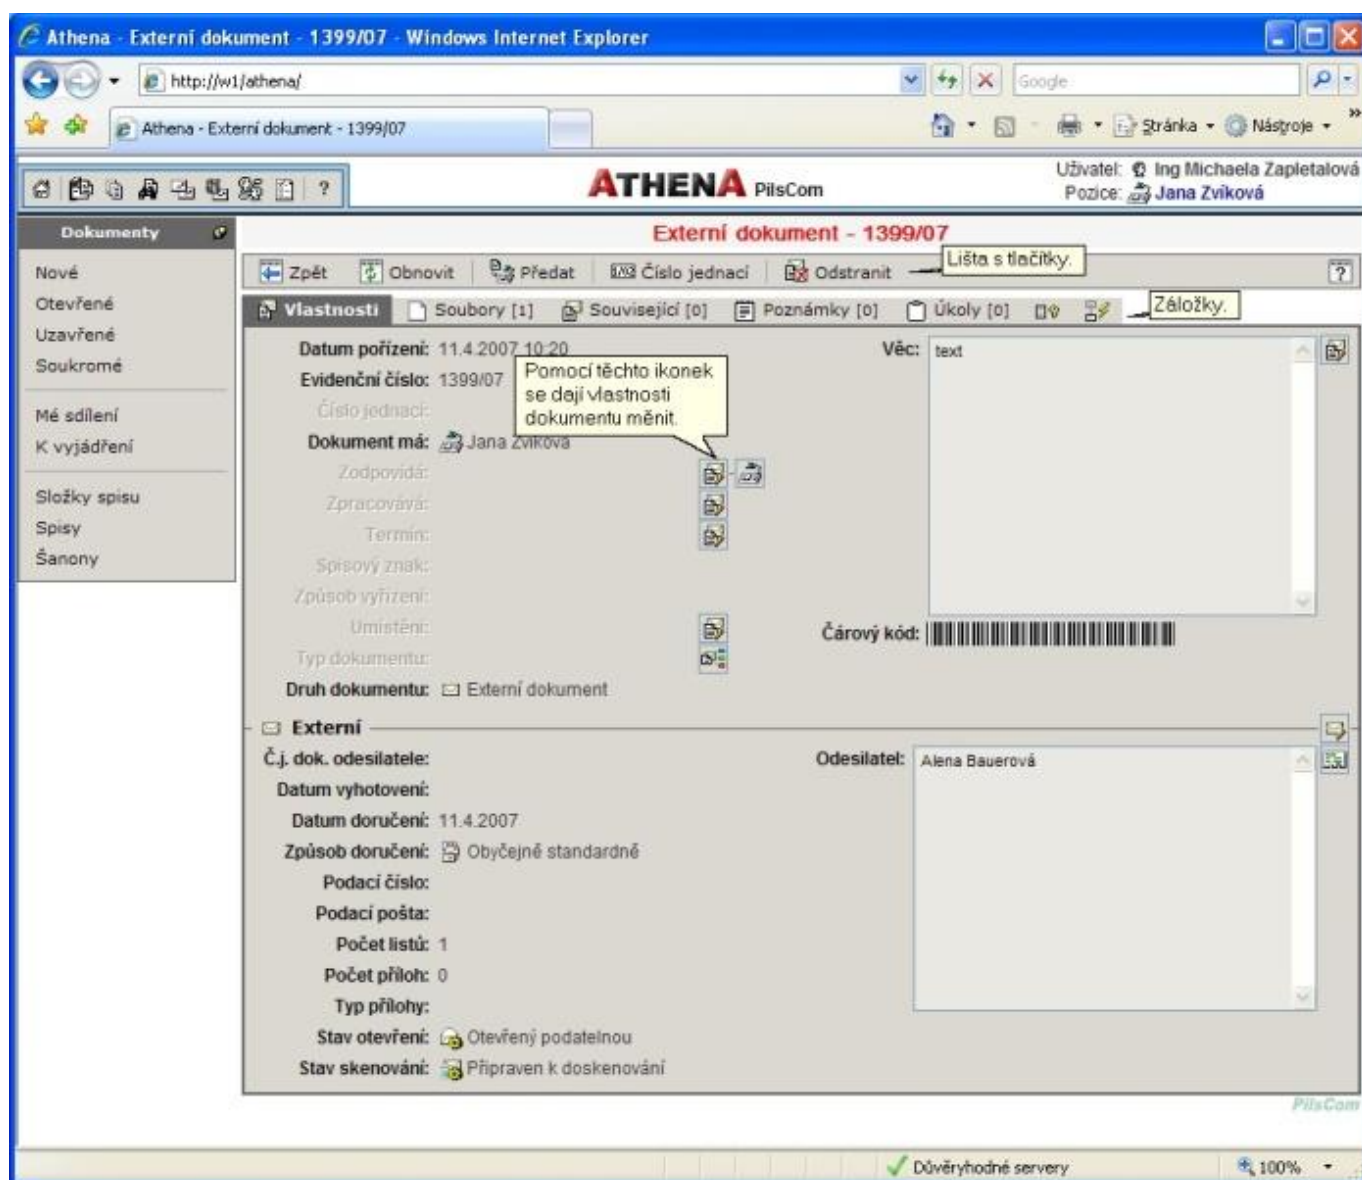 Athena - Externí dokument - 1399/07 - Windows Internet Explorer
http://w1/athena/
Google
Athena - Externí dokument - 1399/07
Stránka
Nástroje
»
?
ATHENA PilsCom
Uživatel: Ing Michaela Zapletalová
Pozice: Jana Zvíková
Dokumenty
Externí dokument - 1399/07
Nové
Otevřené
Uzavřené
Soukromé
Mé sdílení
K vyjádření
Složky spisu
Spisy
Šanony
Zpět Obnovit Předat Číslo jednací Odstranit
Lišta s tlačítky.
?
Vlastnosti Soubory [1] Související [0] Poznámky [0] Úkoly [0]
Záložky.
Datum pořízení: 11.4.2007 10:20
Evidenční číslo: 1399/07
Číslo jednací:
Dokument má: Jana Zvíková
Zodpovídá:
Zpracovává:
Termín:
Spisový znak:
Způsob vyřízení:
Umístění:
Typ dokumentu:
Druh dokumentu: Externí dokument
Pomocí těchto ikonek
se dají vlastnosti
dokumentu měnit.
Věc: text
Čárový kód:
Externí
Č.j. dok. odesilatele:
Datum vyhotovení:
Datum doručení: 11.4.2007
Způsob doručení: Obyčejně standardně
Podací číslo:
Podací pošta:
Počet listů: 1
Počet příloh: 0
Typ přílohy:
Stav otevření: Otevřený podatelnou
Stav skenování: Připraven k doskenování
Odesilatel: Alena Bauerová
PilsCom
Důvěryhodné servery
100%